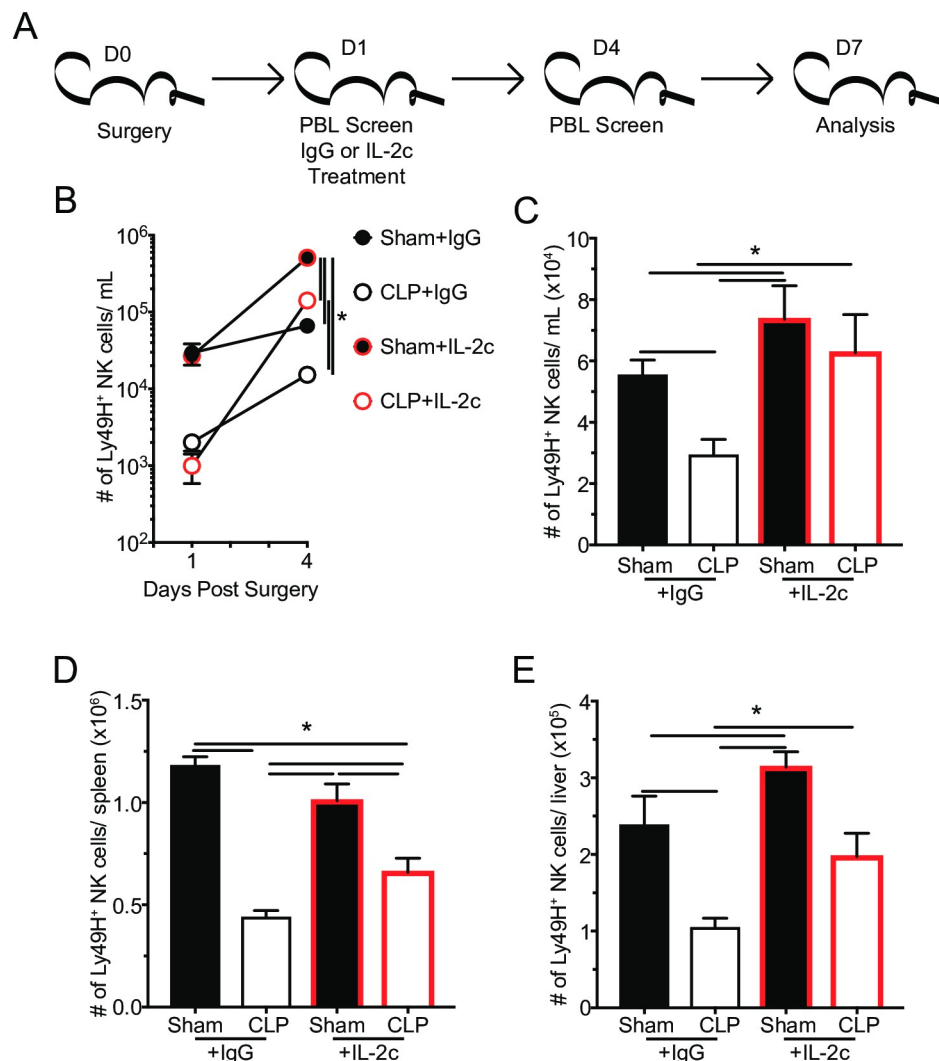 A
D0
D1
D4
D7
Surgery
PBL Screen
IgG or IL-2c
Treatment
PBL Screen
Analysis
B
# of Ly49H⁺ NK cells/ mL
10⁶
10⁵
10⁴
10³
10²
1
4
Days Post Surgery
*
Sham+IgG
CLP+IgG
Sham+IL-2c
CLP+IL-2c
C
# of Ly49H⁺ NK cells/ mL (x10⁴)
10
8
6
4
2
0
*
Sham CLP Sham CLP
+IgG +IL-2c
D
# of Ly49H⁺ NK cells/ spleen (x10⁶)
1.5
1.0
0.5
0.0
*
Sham CLP Sham CLP
+IgG +IL-2c
E
# of Ly49H⁺ NK cells/ liver (x10⁵)
4
3
2
1
0
*
Sham CLP Sham CLP
+IgG +IL-2c